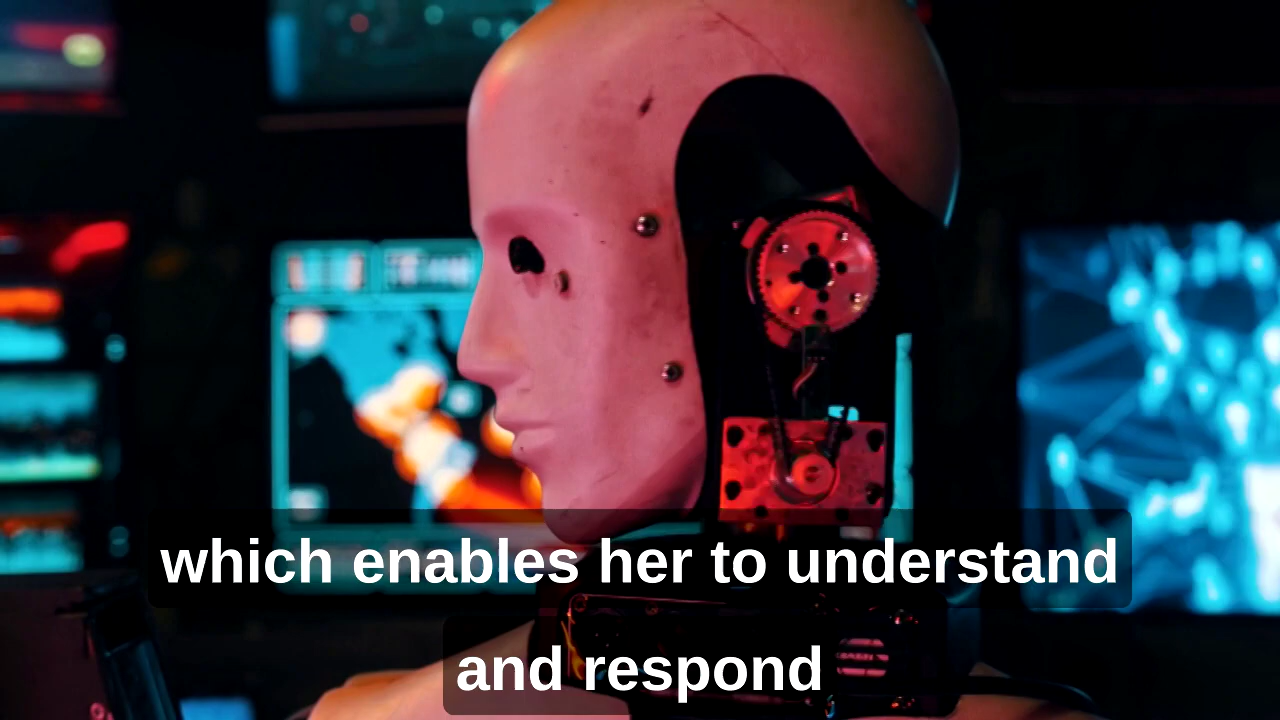 which enables her to understand
and respond